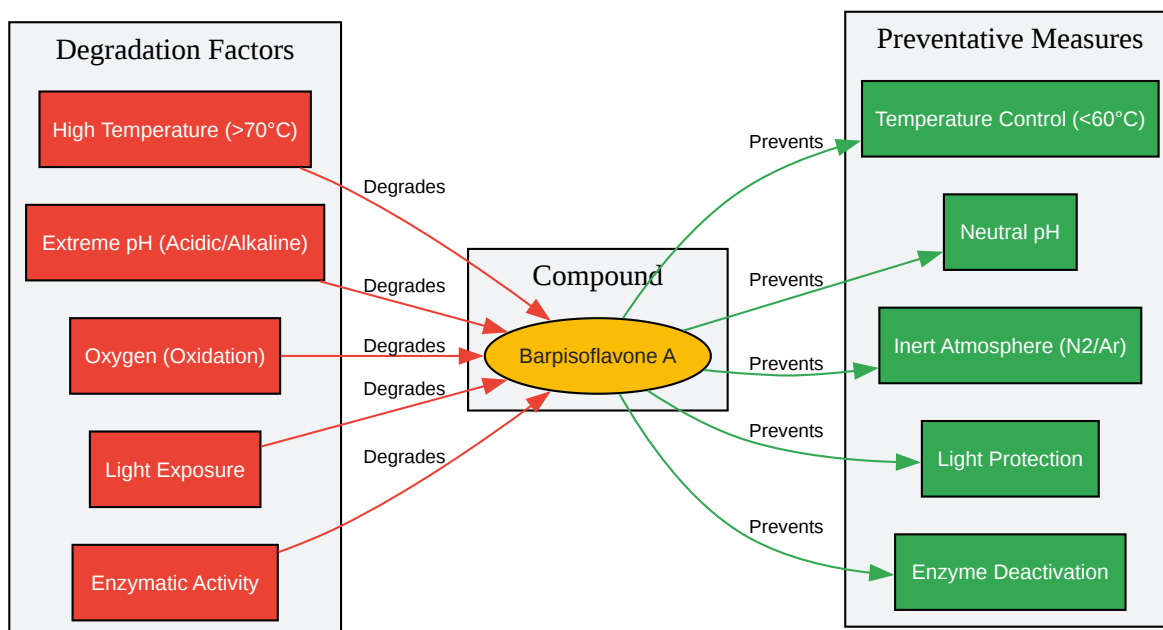 Degradation Factors
High Temperature (>70°C)
Extreme pH (Acidic/Alkaline)
Oxygen (Oxidation)
Light Exposure
Enzymatic Activity
Degrades
Degrades
Degrades
Degrades
Degrades
Compound
Barpisoflavone A
Prevents
Prevents
Prevents
Prevents
Prevents
Preventative Measures
Temperature Control (<60°C)
Neutral pH
Inert Atmosphere (N2/Ar)
Light Protection
Enzyme Deactivation